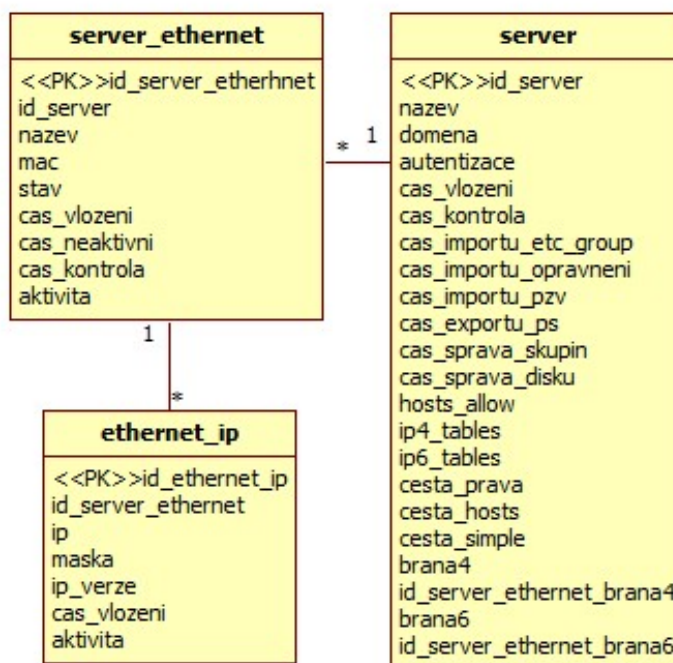 server_ethernet
<<PK>>id_server_etherhnet
id_server
nazev
mac
stav
cas_vlozeni
cas_neaktivni
cas_kontrola
aktivita
*
1
server
<<PK>>id_server
nazev
domena
autentizace
cas_vlozeni
cas_kontrola
cas_importu_etc_group
cas_importu_opravneni
cas_importu_pzv
cas_exportu_ps
cas_sprava_skupin
cas_sprava_disku
hosts_allow
ip4_tables
ip6_tables
cesta_prava
cesta_hosts
cesta_simple
brana4
id_server_ethernet_brana4
brana6
id_server_ethernet_brana6
1
*
ethernet_ip
<<PK>>id_ethernet_ip
id_server_ethernet
ip
maska
ip_verze
cas_vlozeni
aktivita